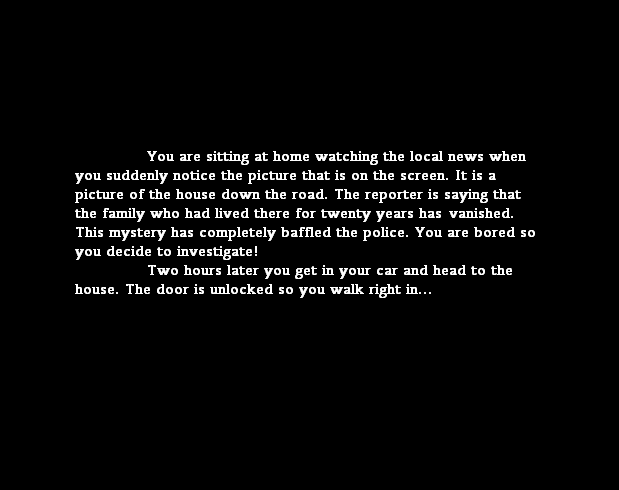 You are sitting at home watching the local news when
you suddenly notice the picture that is on the screen. It is a
picture of the house down the road. The reporter is saying that
the family who had lived there for twenty years has vanished.
This mystery has completely baffled the police. You are bored so
you decide to investigate!
Two hours later you get in your car and head to the
house. The door is unlocked so you walk right in...